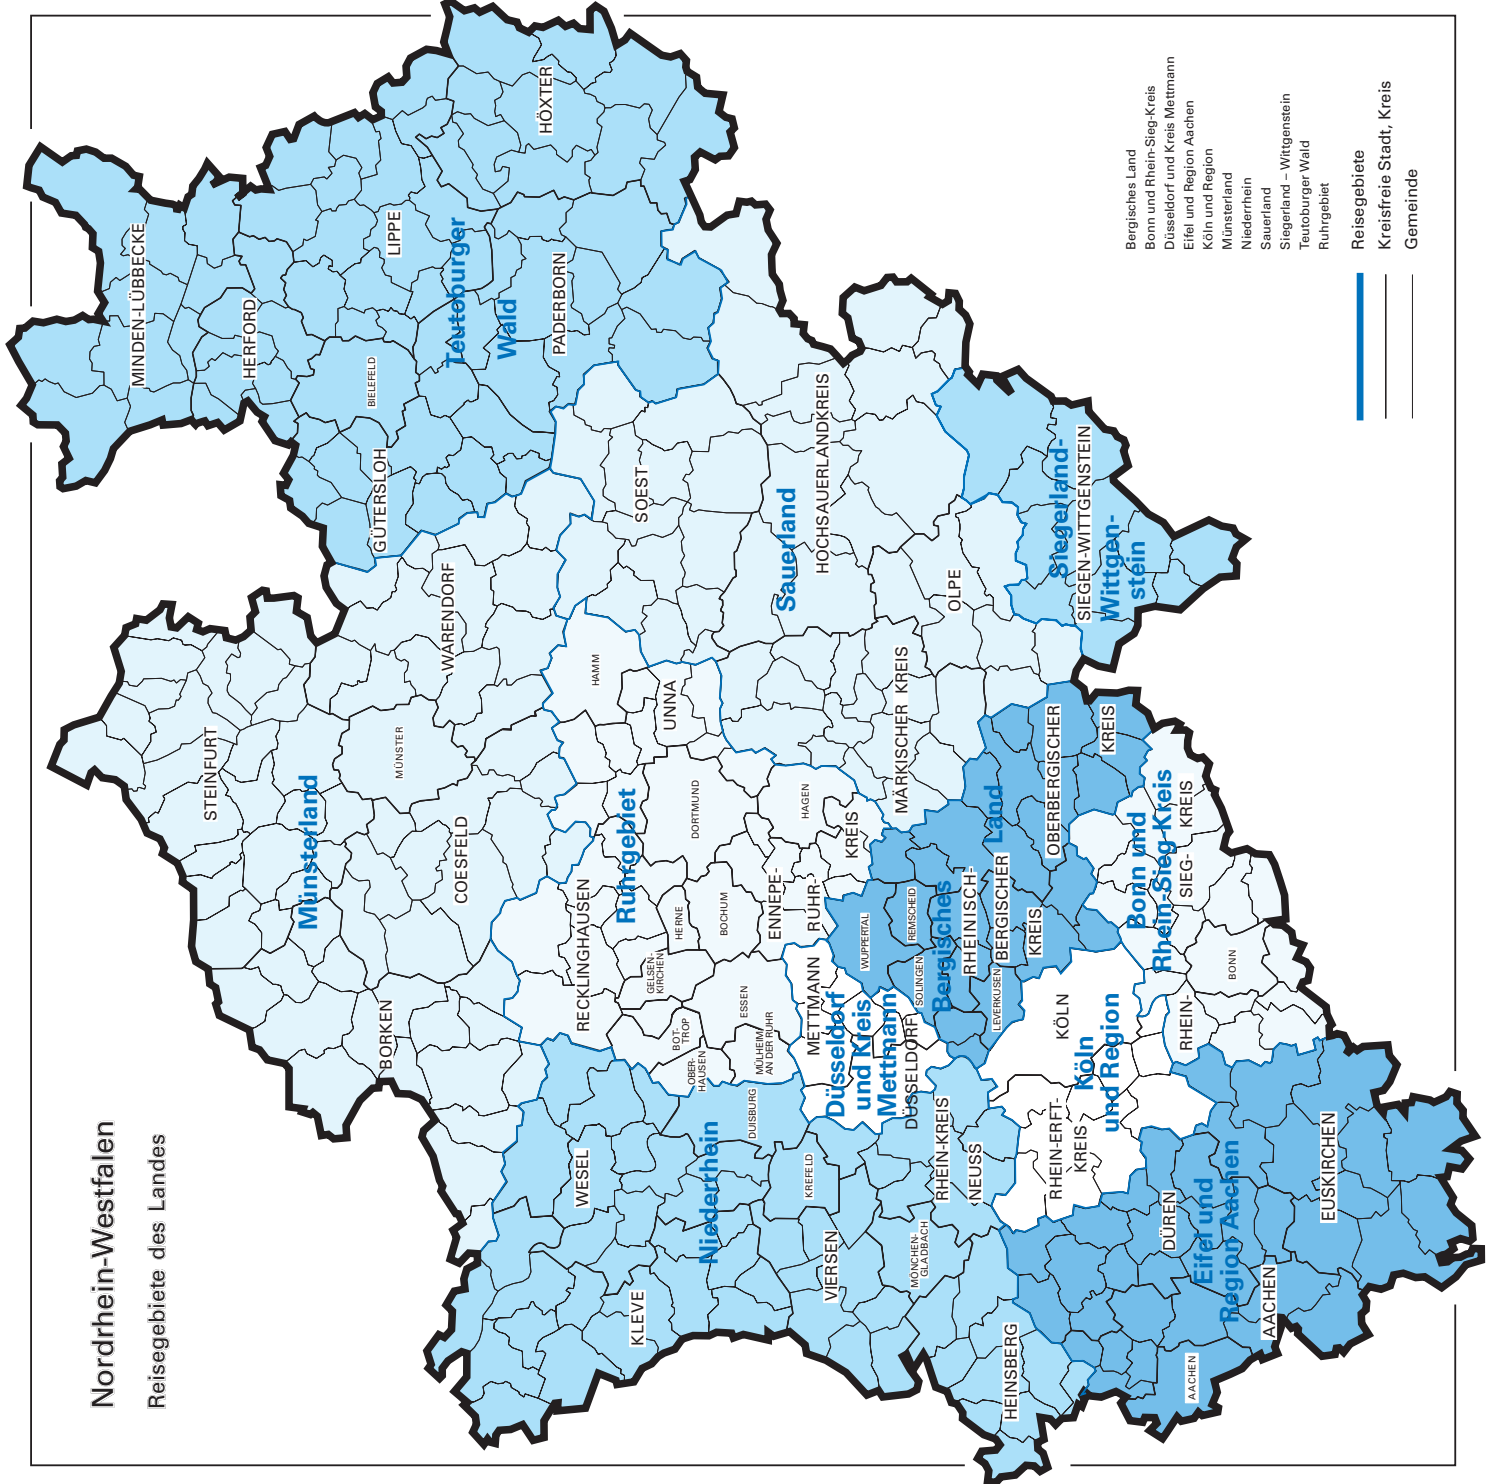 Nordrhein-Westfalen
Reisegebiete des Landes
KLEVE
WESEL
Niederrhein
DUISBURG
KREFELD
VIERSEN
MÖNCHEN-
GLADBACH
RHEIN-KREIS
NEUSS
HEINSBERG
BORKEN
STEINFURT
Münsterland
MÜNSTER
COESFELD
WARENDORF
RECKLINGHAUSEN
Ruhrgebiet
BOT-
TROP
OBER-
HAUSEN
GELSEN-
KIRCHEN
HERNE
BOCHUM
ESSEN
MÜLHEIM
AN DER RUHR
DORTMUND
HAMM
UNNA
HAGEN
ENNEPE-
RUHR-
KREIS
METTMANN
Düsseldorf
und Kreis
Mettmann
DÜSSELDORF
WUPPERTAL
REMSCHEID
SOLINGEN
Bergisches
Land
RHEINISCH-
BERGISCHER
KREIS
LEVERKUSEN
OBERBERGISCHER
KREIS
KÖLN
Köln
und Region
RHEIN-ERFT-
KREIS
Bonn und
Rhein-Sieg-Kreis
RHEIN-
SIEG-
KREIS
BONN
DÜREN
Eifel und
Region Aachen
AACHEN
AACHEN
EUSKIRCHEN
MINDEN-LÜBBECKE
HERFORD
BIELEFELD
GÜTERSLOH
LIPPE
Teutoburger
Wald
PADERBORN
HÖXTER
SOEST
Sauerland
HOCHSAUERLANDKREIS
MÄRKISCHER KREIS
OLPE
Siegerland-
SIEGEN-WITTGENSTEIN
Wittgen-
stein
Bergisches Land
Bonn und Rhein-Sieg-Kreis
Düsseldorf und Kreis Mettmann
Eifel und Region Aachen
Köln und Region
Münsterland
Niederrhein
Sauerland
Siegerland – Wittgenstein
Teutoburger Wald
Ruhrgebiet
Reisegebiete
Kreisfreie Stadt, Kreis
Gemeinde